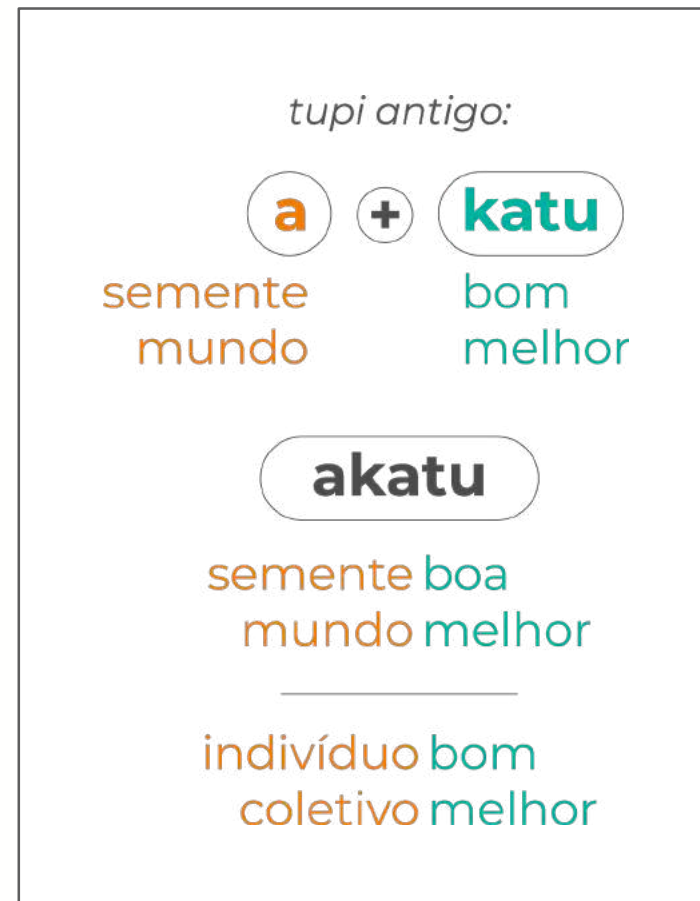 tupi antigo:
a + katu
semente bom
mundo melhor
akatu
semente boa
mundo melhor
indivíduo bom
coletivo melhor